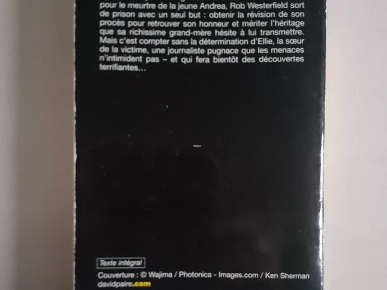 pour le meurtre de la jeune Andrea, Rob Westerfield sort
de prison avec un seul but : obtenir la révision de son
procès pour retrouver son honneur et mériter l'héritage
que sa richissime grand-mère hésite à lui transmettre.
Mais c'est compter sans la détermination d'Ellie, la sœur
de la victime, une journaliste pugnace que les menaces
n'intimident pas – et qui fera bientôt des découvertes
terrifiantes...
Texte intégral
Couverture : © Wajima / Photonica - Images.com / Ken Sherman
davidpaire.com